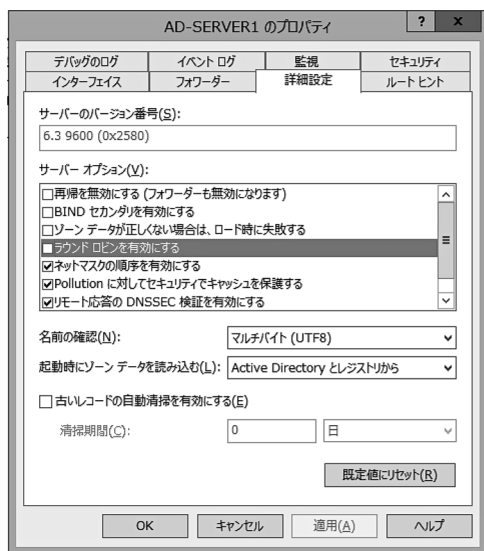 AD-SERVER1 のプロパティ
? x
デバッグのログ イベント ログ 監視 セキュリティ
インターフェイス フォワーダー 詳細設定 ルート ヒント
サーバーのバージョン番号(S):
6.3 9600 (0x2580)
サーバー オプション(V):
再帰を無効にする (フォワーダーも無効になります)
BIND セカンダリを有効にする
ゾーン データが正しくない場合は、ロード時に失敗する
ラウンド ロビンを有効にする
ネットマスクの順序を有効にする
Pollution に対してセキュリティでキャッシュを保護する
リモート応答の DNSSEC 検証を有効にする
名前の確認(N): マルチバイト (UTF8)
起動時にゾーン データを読み込む(L): Active Directory とレジストリから
古いレコードの自動清掃を有効にする(E)
清掃期間(C): 0 日
既定値にリセット(R)
OK キャンセル 適用(A) ヘルプ